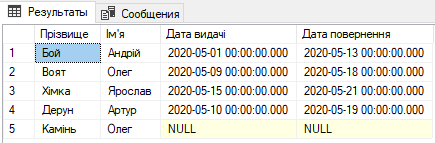 Результаты Сообщения
Прізвище Ім'я Дата видачі Дата повернення
1 Бой Андрій 2020-05-01 00:00:00.000 2020-05-13 00:00:00.000
2 Воят Олег 2020-05-09 00:00:00.000 2020-05-18 00:00:00.000
3 Хімка Ярослав 2020-05-15 00:00:00.000 2020-05-21 00:00:00.000
4 Дерун Артур 2020-05-10 00:00:00.000 2020-05-19 00:00:00.000
5 Камінь Олег NULL NULL